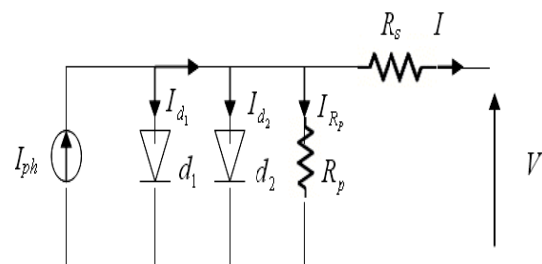 R_s I
I_ph
I_d1
I_d2
I_Rp
d_1
d_2
R_p
V